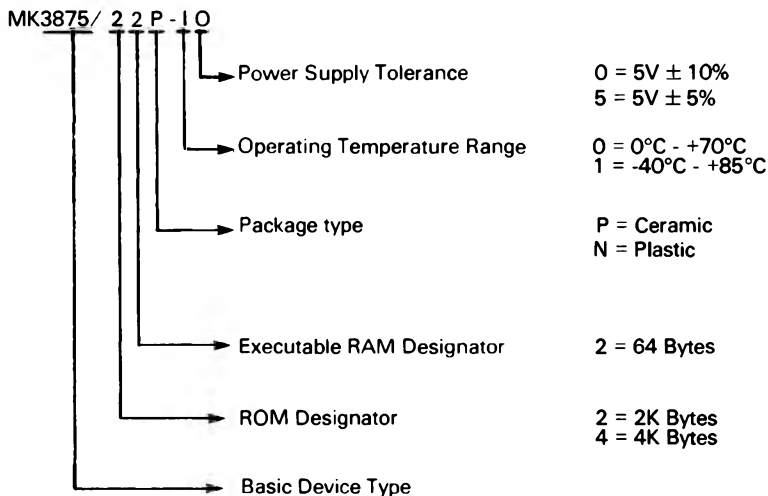 MK3875/22P-10
Power Supply Tolerance 0 = 5V ± 10%
5 = 5V ± 5%
Operating Temperature Range 0 = 0°C - +70°C
1 = -40°C - +85°C
Package type P = Ceramic
N = Plastic
Executable RAM Designator 2 = 64 Bytes
ROM Designator 2 = 2K Bytes
4 = 4K Bytes
Basic Device Type